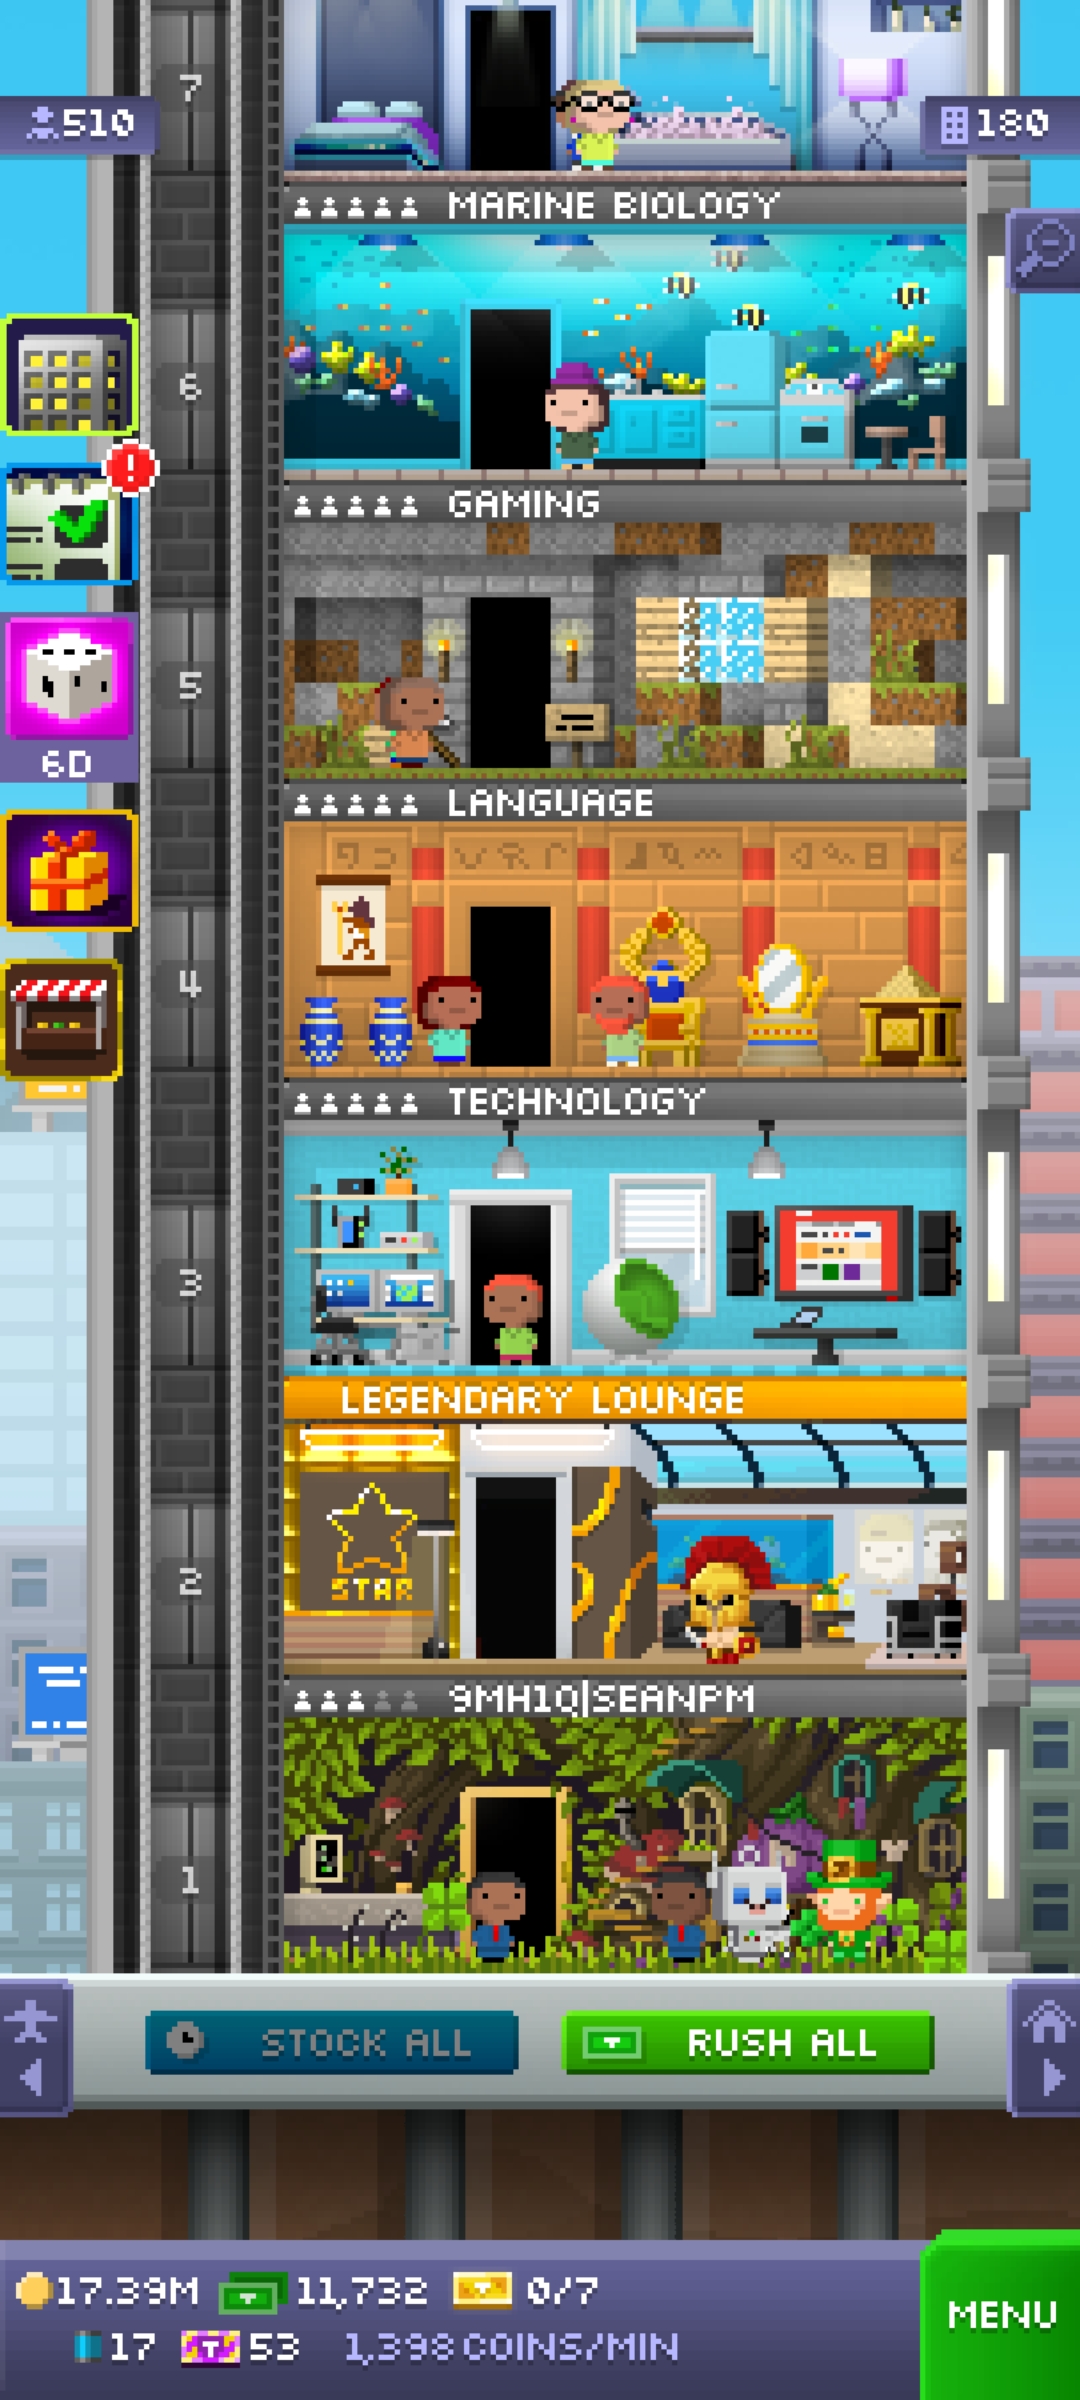 7
510
180
MARINE BIOLOGY
6
GAMING
5
6D
LANGUAGE
4
TECHNOLOGY
3
LEGENDARY LOUNGE
STAR
2
9MH1Q|SEANPM
1
STOCK ALL
RUSH ALL
17.39M 11,732 0/7
MENU
17 53 1,398 COINS/MIN